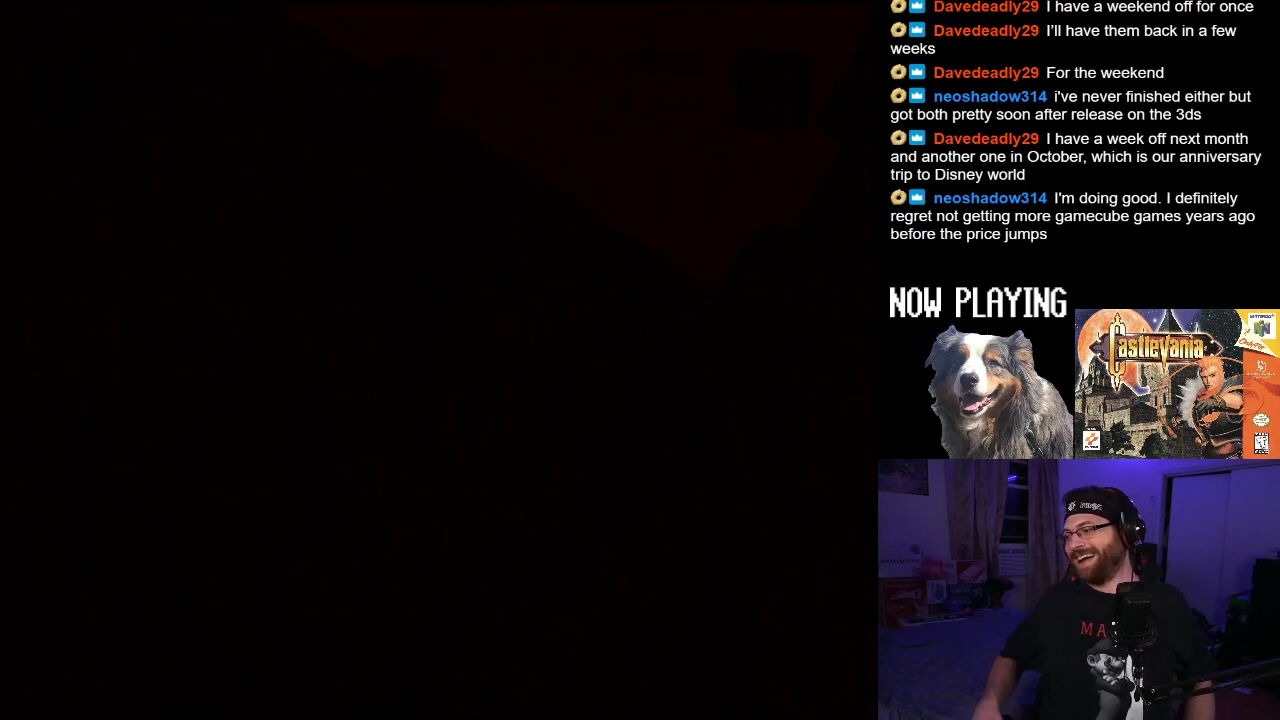 Davedeadly29 I have a weekend off for once
Davedeadly29 I'll have them back in a few
weeks
Davedeadly29 For the weekend
neoshadow314 i've never finished either but
got both pretty soon after release on the 3ds
Davedeadly29 I have a week off next month
and another one in October, which is our anniversary
trip to Disney world
neoshadow314 I'm doing good. I definitely
regret not getting more gamecube games years ago
before the price jumps
NOW PLAYING
Castlevania
MA